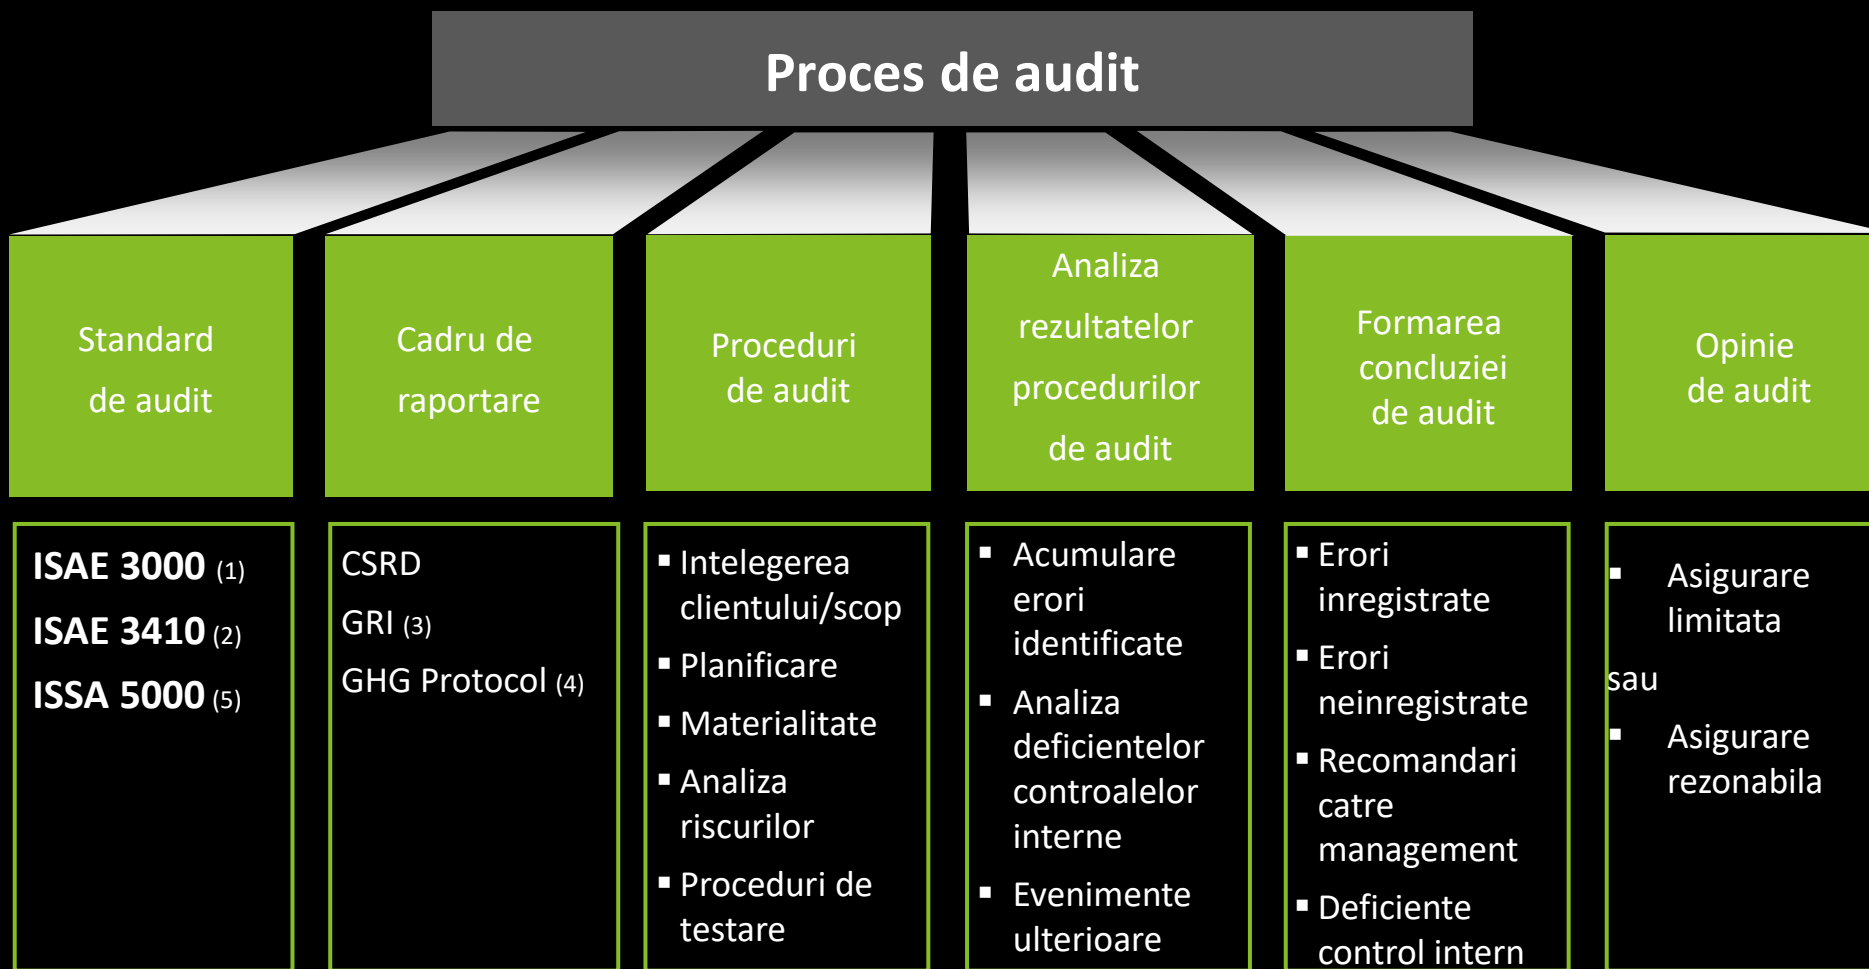 Proces de audit
Standard
de audit
Cadru de
raportare
Proceduri
de audit
Analiza
rezultatelor
procedurilor
de audit
Formarea
concluziei
de audit
Opinie
de audit
ISAE 3000 (1)
ISAE 3410 (2)
ISSA 5000 (5)
CSRD
GRI (3)
GHG Protocol (4)
▪ Intelegerea
clientului/scop
▪ Planificare
▪ Materialitate
▪ Analiza
riscurilor
▪ Proceduri de
testare
▪ Acumulare
erori
identificate
▪ Analiza
deficientelor
controalelor
interne
▪ Evenimente
ulterioare
▪ Erori
inregistrate
▪ Erori
neinregistrate
▪ Recomandari
catre
management
▪ Deficiente
control intern
▪ Asigurare
limitata
sau
▪ Asigurare
rezonabila